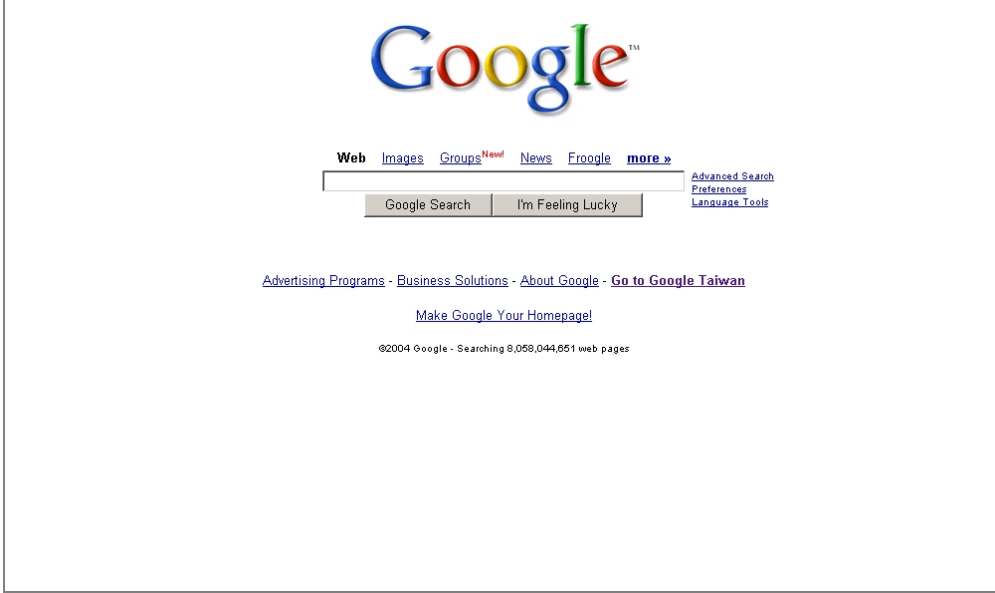 Google™
Web Images Groups New! News Froogle more »
Advanced Search
Preferences
Language Tools
Google Search I'm Feeling Lucky
Advertising Programs - Business Solutions - About Google - Go to Google Taiwan
Make Google Your Homepage!
©2004 Google - Searching 8,058,044,651 web pages